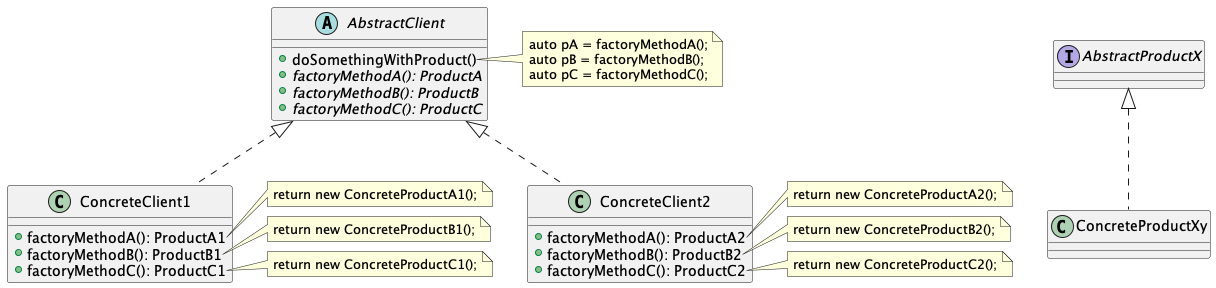 A AbstractClient
doSomethingWithProduct()
factoryMethodA(): ProductA
factoryMethodB(): ProductB
factoryMethodC(): ProductC
auto pA = factoryMethodA();
auto pB = factoryMethodB();
auto pC = factoryMethodC();
I AbstractProductX
C ConcreteClient1
factoryMethodA(): ProductA1
factoryMethodB(): ProductB1
factoryMethodC(): ProductC1
return new ConcreteProductA1();
return new ConcreteProductB1();
return new ConcreteProductC1();
C ConcreteClient2
factoryMethodA(): ProductA2
factoryMethodB(): ProductB2
factoryMethodC(): ProductC2
return new ConcreteProductA2();
return new ConcreteProductB2();
return new ConcreteProductC2();
C ConcreteProductXy